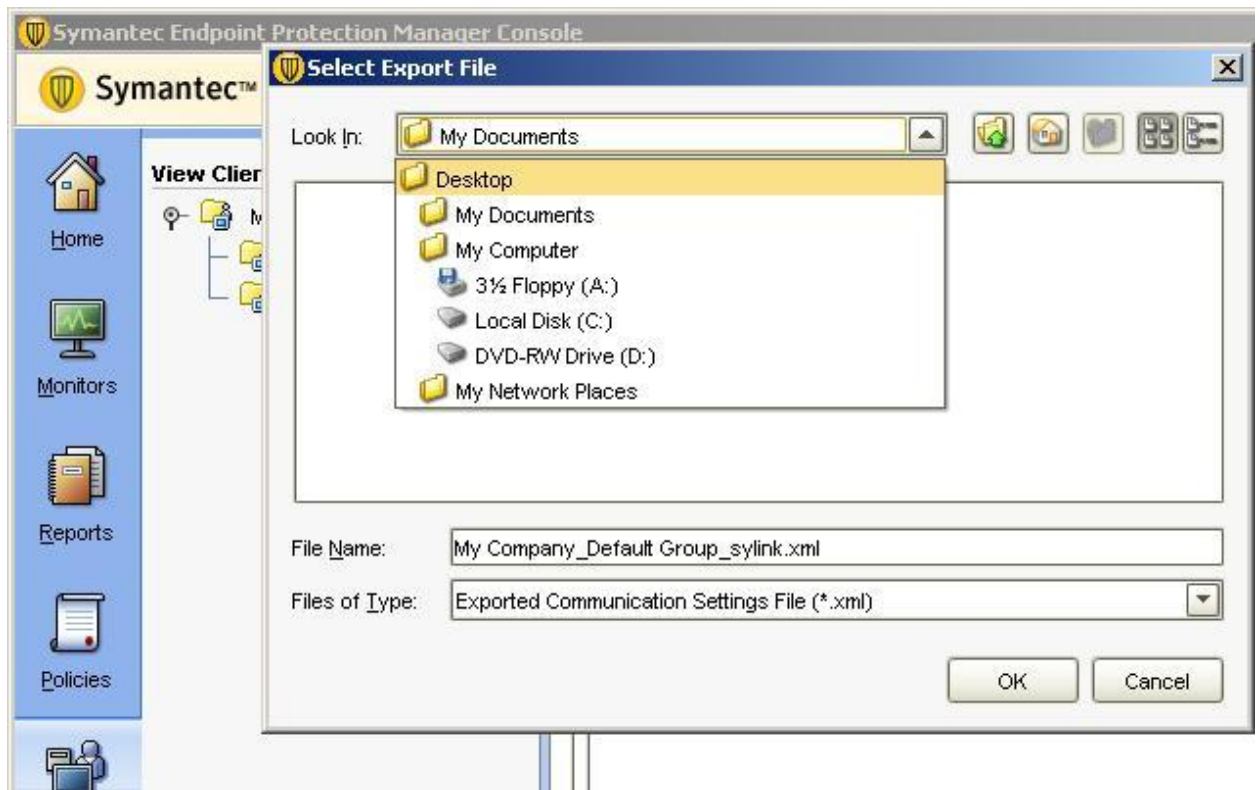 Symantec Endpoint Protection Manager Console
Symantec™
Select Export File
Look In:
My Documents
Desktop
My Documents
My Computer
3½ Floppy (A:)
Local Disk (C:)
DVD-RW Drive (D:)
My Network Places
View Clien
M
Home
Monitors
Reports
Policies
File Name:
My Company_Default Group_sylink.xml
Files of Type:
Exported Communication Settings File (*.xml)
OK
Cancel